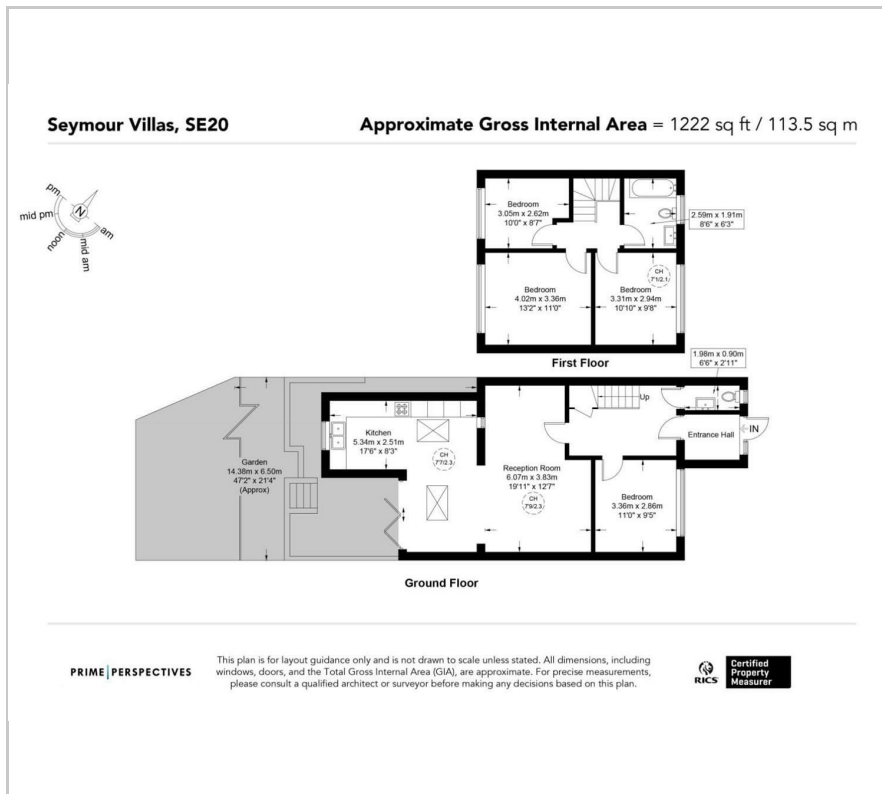 Seymour Villas, SE20
Approximate Gross Internal Area = 1222 sq ft / 113.5 sq m
pm
mid pm
noon
mid am
am
N
Bedroom
3.05m x 2.62m
10'0" x 8'7"
2.59m x 1.91m
8'6" x 6'3"
Bedroom
4.02m x 3.36m
13'2" x 11'0"
Bedroom
3.31m x 2.94m
10'10" x 9'8"
CH
7'1/2.1
First Floor
1.98m x 0.90m
6'6" x 2'11"
Up
IN
Entrance Hall
Kitchen
5.34m x 2.51m
17'6" x 8'3"
CH
7'7/2.3
Garden
14.38m x 6.50m
47'2" x 21'4"
(Approx)
Reception Room
6.07m x 3.83m
19'11" x 12'7"
CH
7'9/2.3
Bedroom
3.36m x 2.86m
11'0" x 9'5"
Ground Floor
PRIME|PERSPECTIVES
This plan is for layout guidance only and is not drawn to scale unless stated. All dimensions, including
windows, doors, and the Total Gross Internal Area (GIA), are approximate. For precise measurements,
please consult a qualified architect or surveyor before making any decisions based on this plan.
RICS
Certified
Property
Measurer